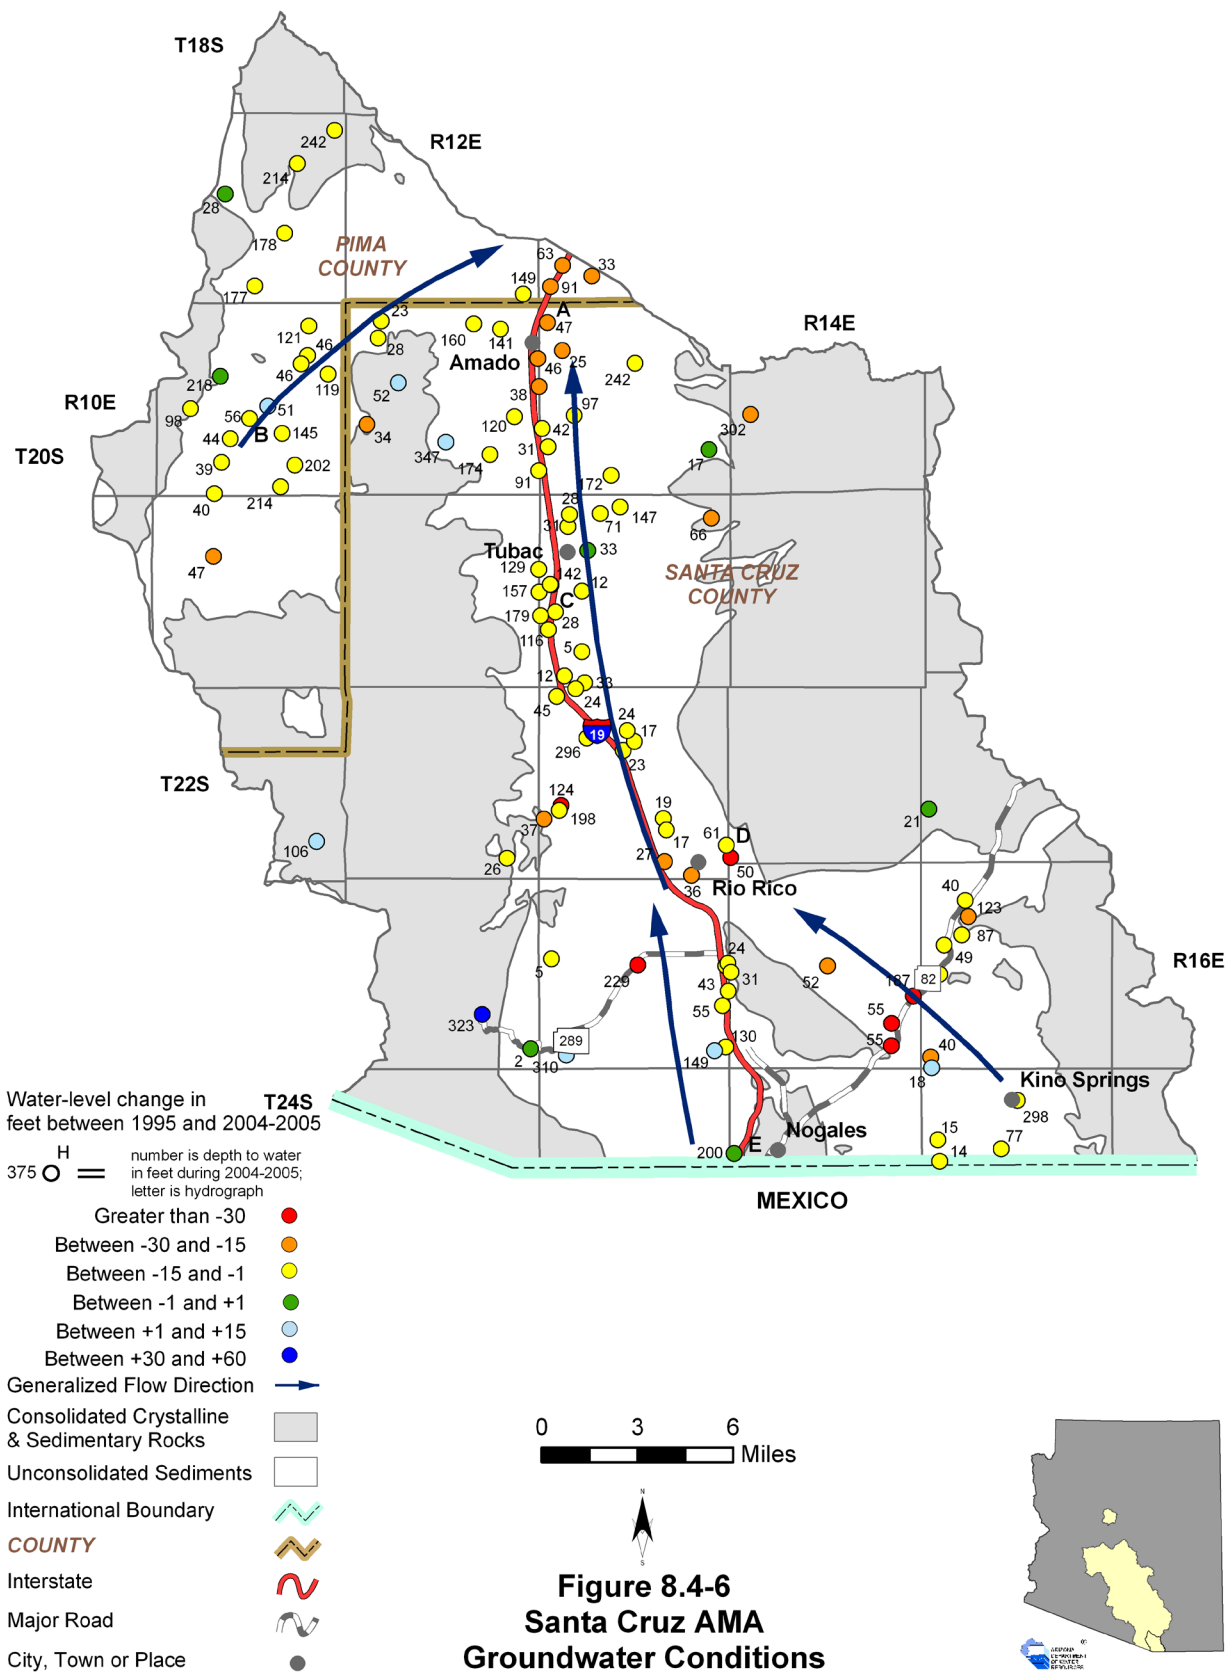 T18S
242
R12E
214
28
178
PIMA
COUNTY
63
33
177
149
91
A
23
47
R14E
121
46
28
160
141
Amado
46
25
46
119
218
52
38
242
R10E
98
56
51
97
B
145
34
120
42
302
44
347
31
17
T20S
39
202
174
91
172
40
214
28
147
31
71
66
Tubac
33
47
129
142
SANTA CRUZ
COUNTY
157
12
C
179
28
116
5
12
33
45
24
24
17
19
296
23
T22S
124
198
19
21
37
17
61
D
106
26
27
50
36
Rio Rico
40
123
87
49
24
R16E
5
229
31
52
187
82
43
323
55
55
289
130
55
40
2
310
149
18
Kino Springs
298
T24S
15
77
Nogales
200
E
14
MEXICO
Water-level change in
feet between 1995 and 2004-2005
H
375
number is depth to water
in feet during 2004-2005;
letter is hydrograph
Greater than -30
Between -30 and -15
Between -15 and -1
Between -1 and +1
Between +1 and +15
Between +30 and +60
Generalized Flow Direction
Consolidated Crystalline
& Sedimentary Rocks
Unconsolidated Sediments
International Boundary
COUNTY
Interstate
Major Road
City, Town or Place
0 3 6
Miles
N
S
Figure 8.4-6
Santa Cruz AMA
Groundwater Conditions
ARIZONA
DEPARTMENT
OF WATER
RESOURCES